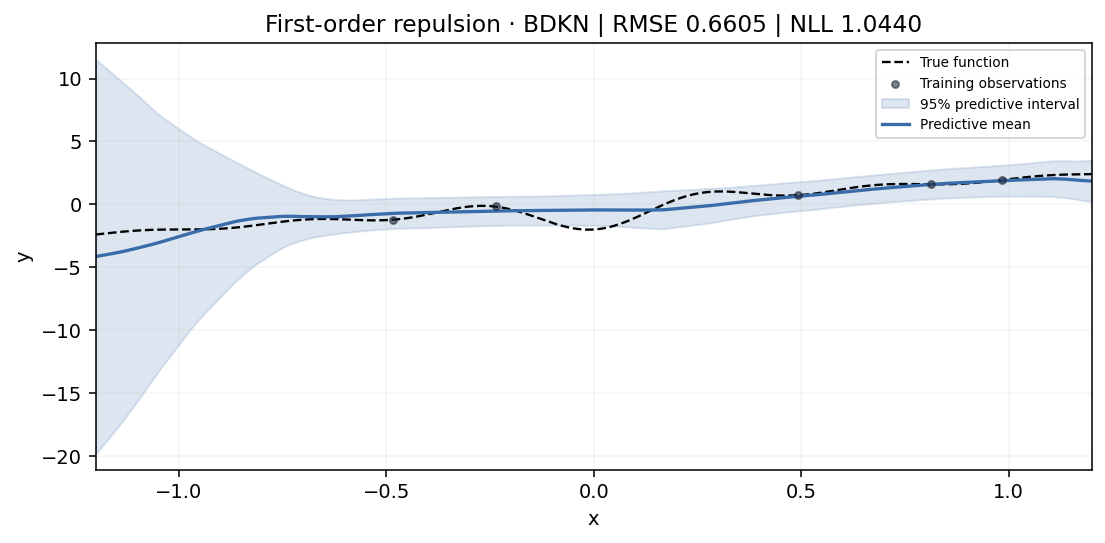 First-order repulsion · BDKN | RMSE 0.6605 | NLL 1.0440
True function
Training observations
95% predictive interval
Predictive mean
10
5
0
−5
−10
−15
−20
y
−1.0
−0.5
0.0
0.5
1.0
x